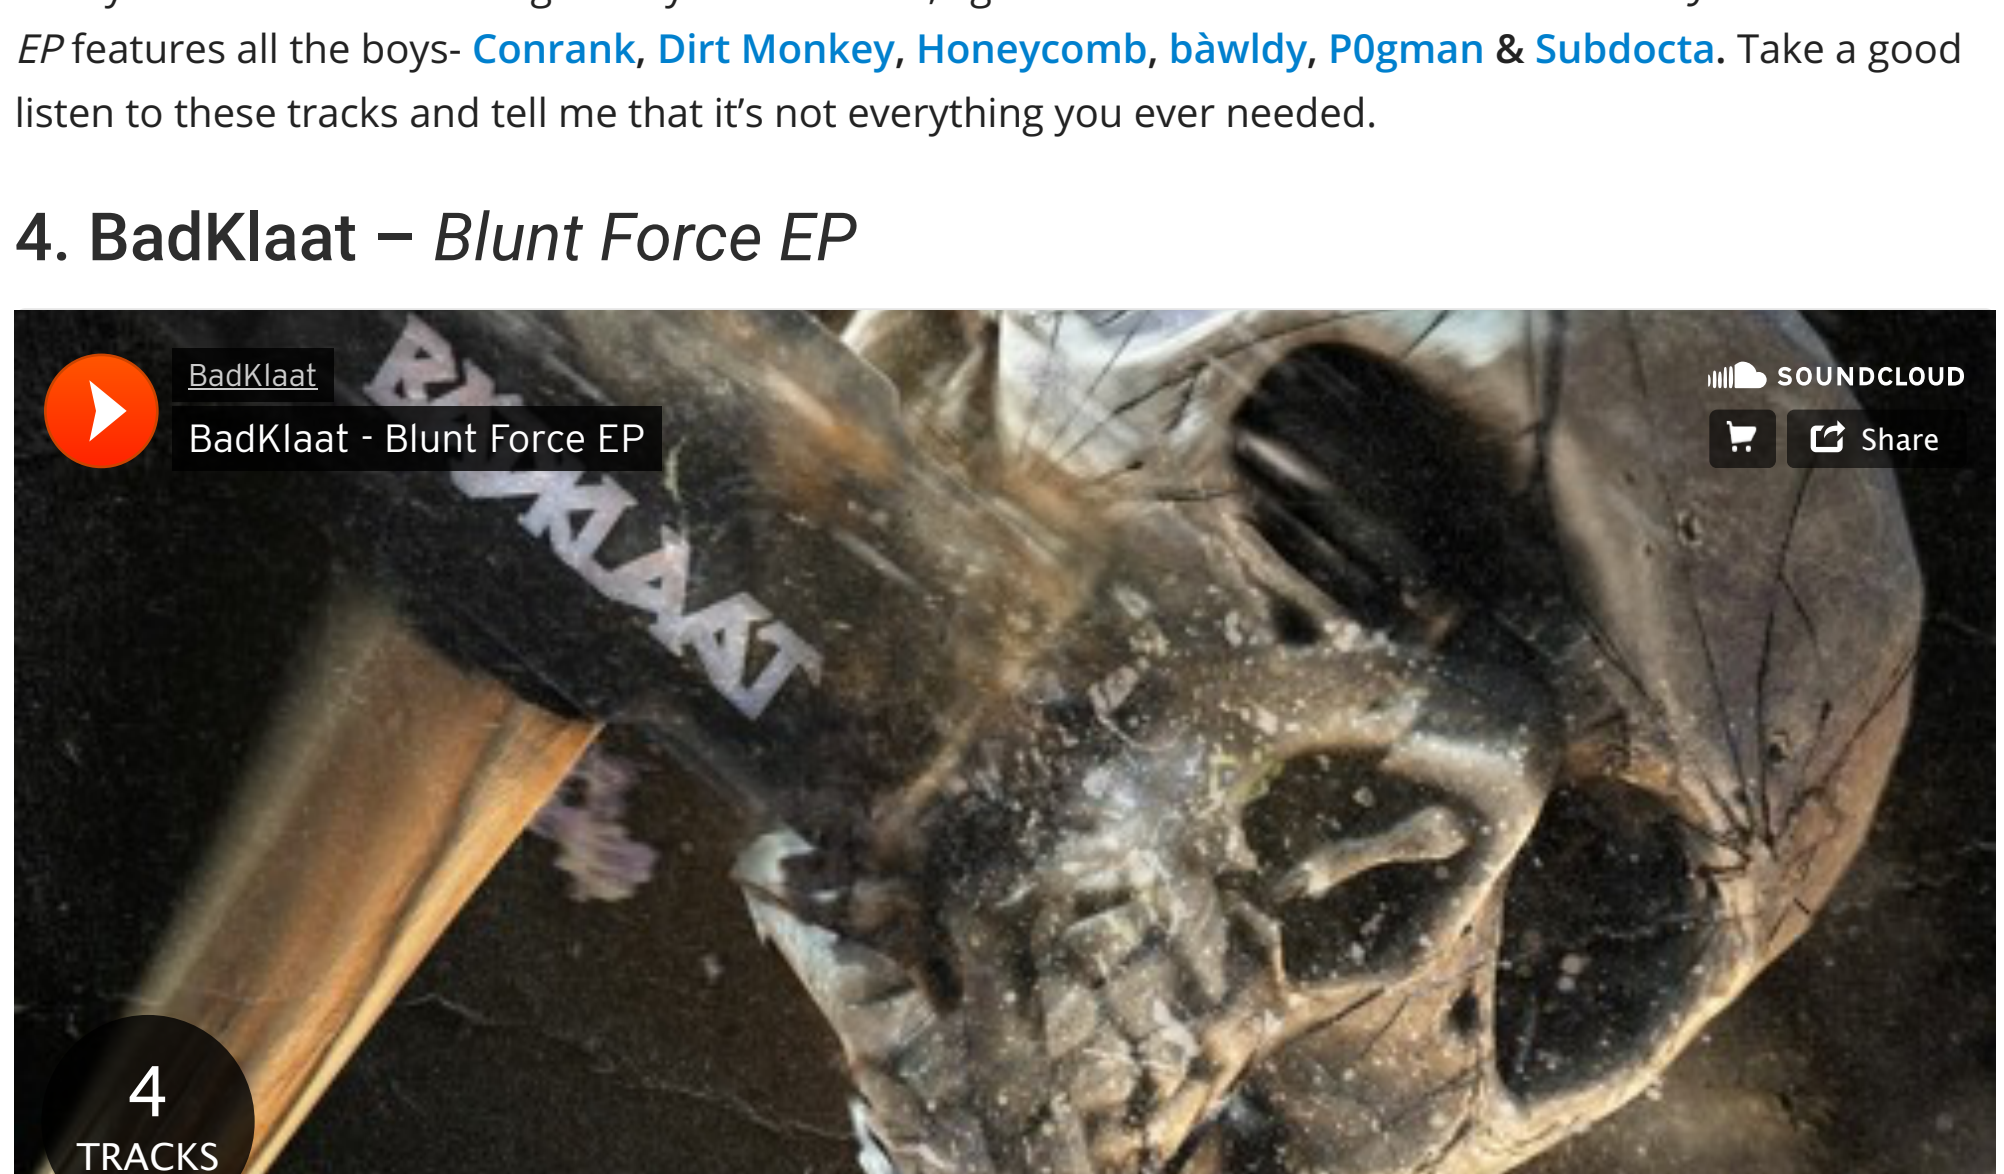 EP features all the boys- Conrank, Dirt Monkey, Honeycomb, bàwldy, P0gman & Subdocta. Take a good
listen to these tracks and tell me that it’s not everything you ever needed.
4. BadKlaat – Blunt Force EP
BadKlaat
BadKlaat - Blunt Force EP
SOUNDCLOUD
Share
BADKLAAT
4
TRACKS